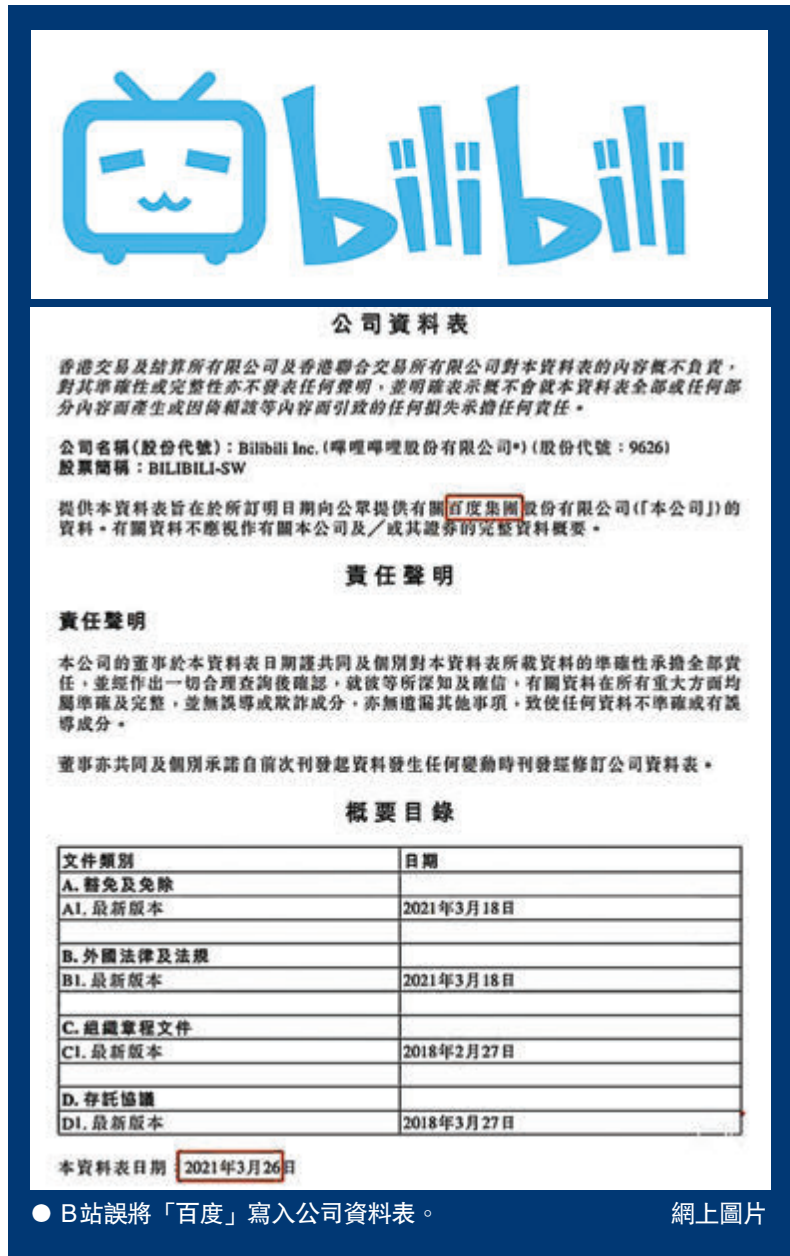 bilibili
公司資料表
香港交易及結算所有限公司及香港聯合交易所有限公司對本資料表的內容概不負責，
對其準確性或完整性亦不發表任何聲明，並明確表示概不會就本資料表全部或任何部
分內容而產生或因倚賴該等內容而引致的任何損失承擔任何責任。
公司名稱(股份代號)：Bilibili Inc. (嗶哩嗶哩股份有限公司*) (股份代號：9626)
股票簡稱：BILIBILI-SW
提供本資料表旨在於所訂明日期向公眾提供有關百度集團股份有限公司(「本公司」)的
資料。有關資料不應視作有關本公司及／或其證券的完整資料概要。
責任聲明
責任聲明
本公司的董事於本資料表日期謹共同及個別對本資料表所載資料的準確性承擔全部責
任，並經作出一切合理查詢後確認，就彼等所深知及確信，有關資料在所有重大方面均
屬準確及完整，並無誤導或欺詐成分，亦無遺漏其他事項，致使任何資料不準確或有誤
導成分。
董事亦共同及個別承諾自前次刊發起資料發生任何變動時刊發經修訂公司資料表。
概要目錄
文件類別 日期
A. 豁免及免除
A1. 最新版本 2021年3月18日
B. 外國法律及法規
B1. 最新版本 2021年3月18日
C. 組織章程文件
C1. 最新版本 2018年2月27日
D. 存託協議
D1. 最新版本 2018年3月27日
本資料表日期：2021年3月26日
● B站誤將「百度」寫入公司資料表。 網上圖片